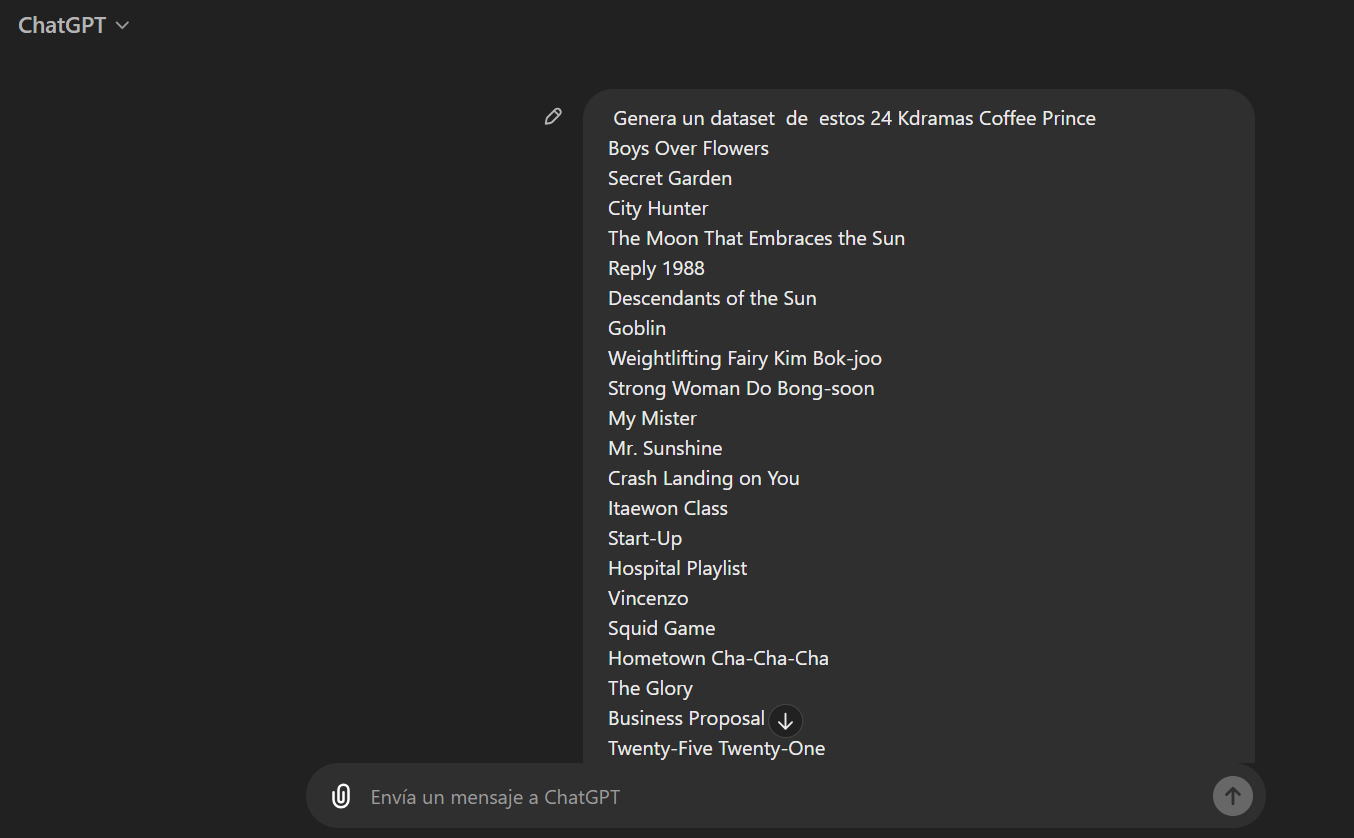 ChatGPT
Genera un dataset de estos 24 Kdramas Coffee Prince
Boys Over Flowers
Secret Garden
City Hunter
The Moon That Embraces the Sun
Reply 1988
Descendants of the Sun
Goblin
Weightlifting Fairy Kim Bok-joo
Strong Woman Do Bong-soon
My Mister
Mr. Sunshine
Crash Landing on You
Itaewon Class
Start-Up
Hospital Playlist
Vincenzo
Squid Game
Hometown Cha-Cha-Cha
The Glory
Business Proposal
Twenty-Five Twenty-One
Envía un mensaje a ChatGPT